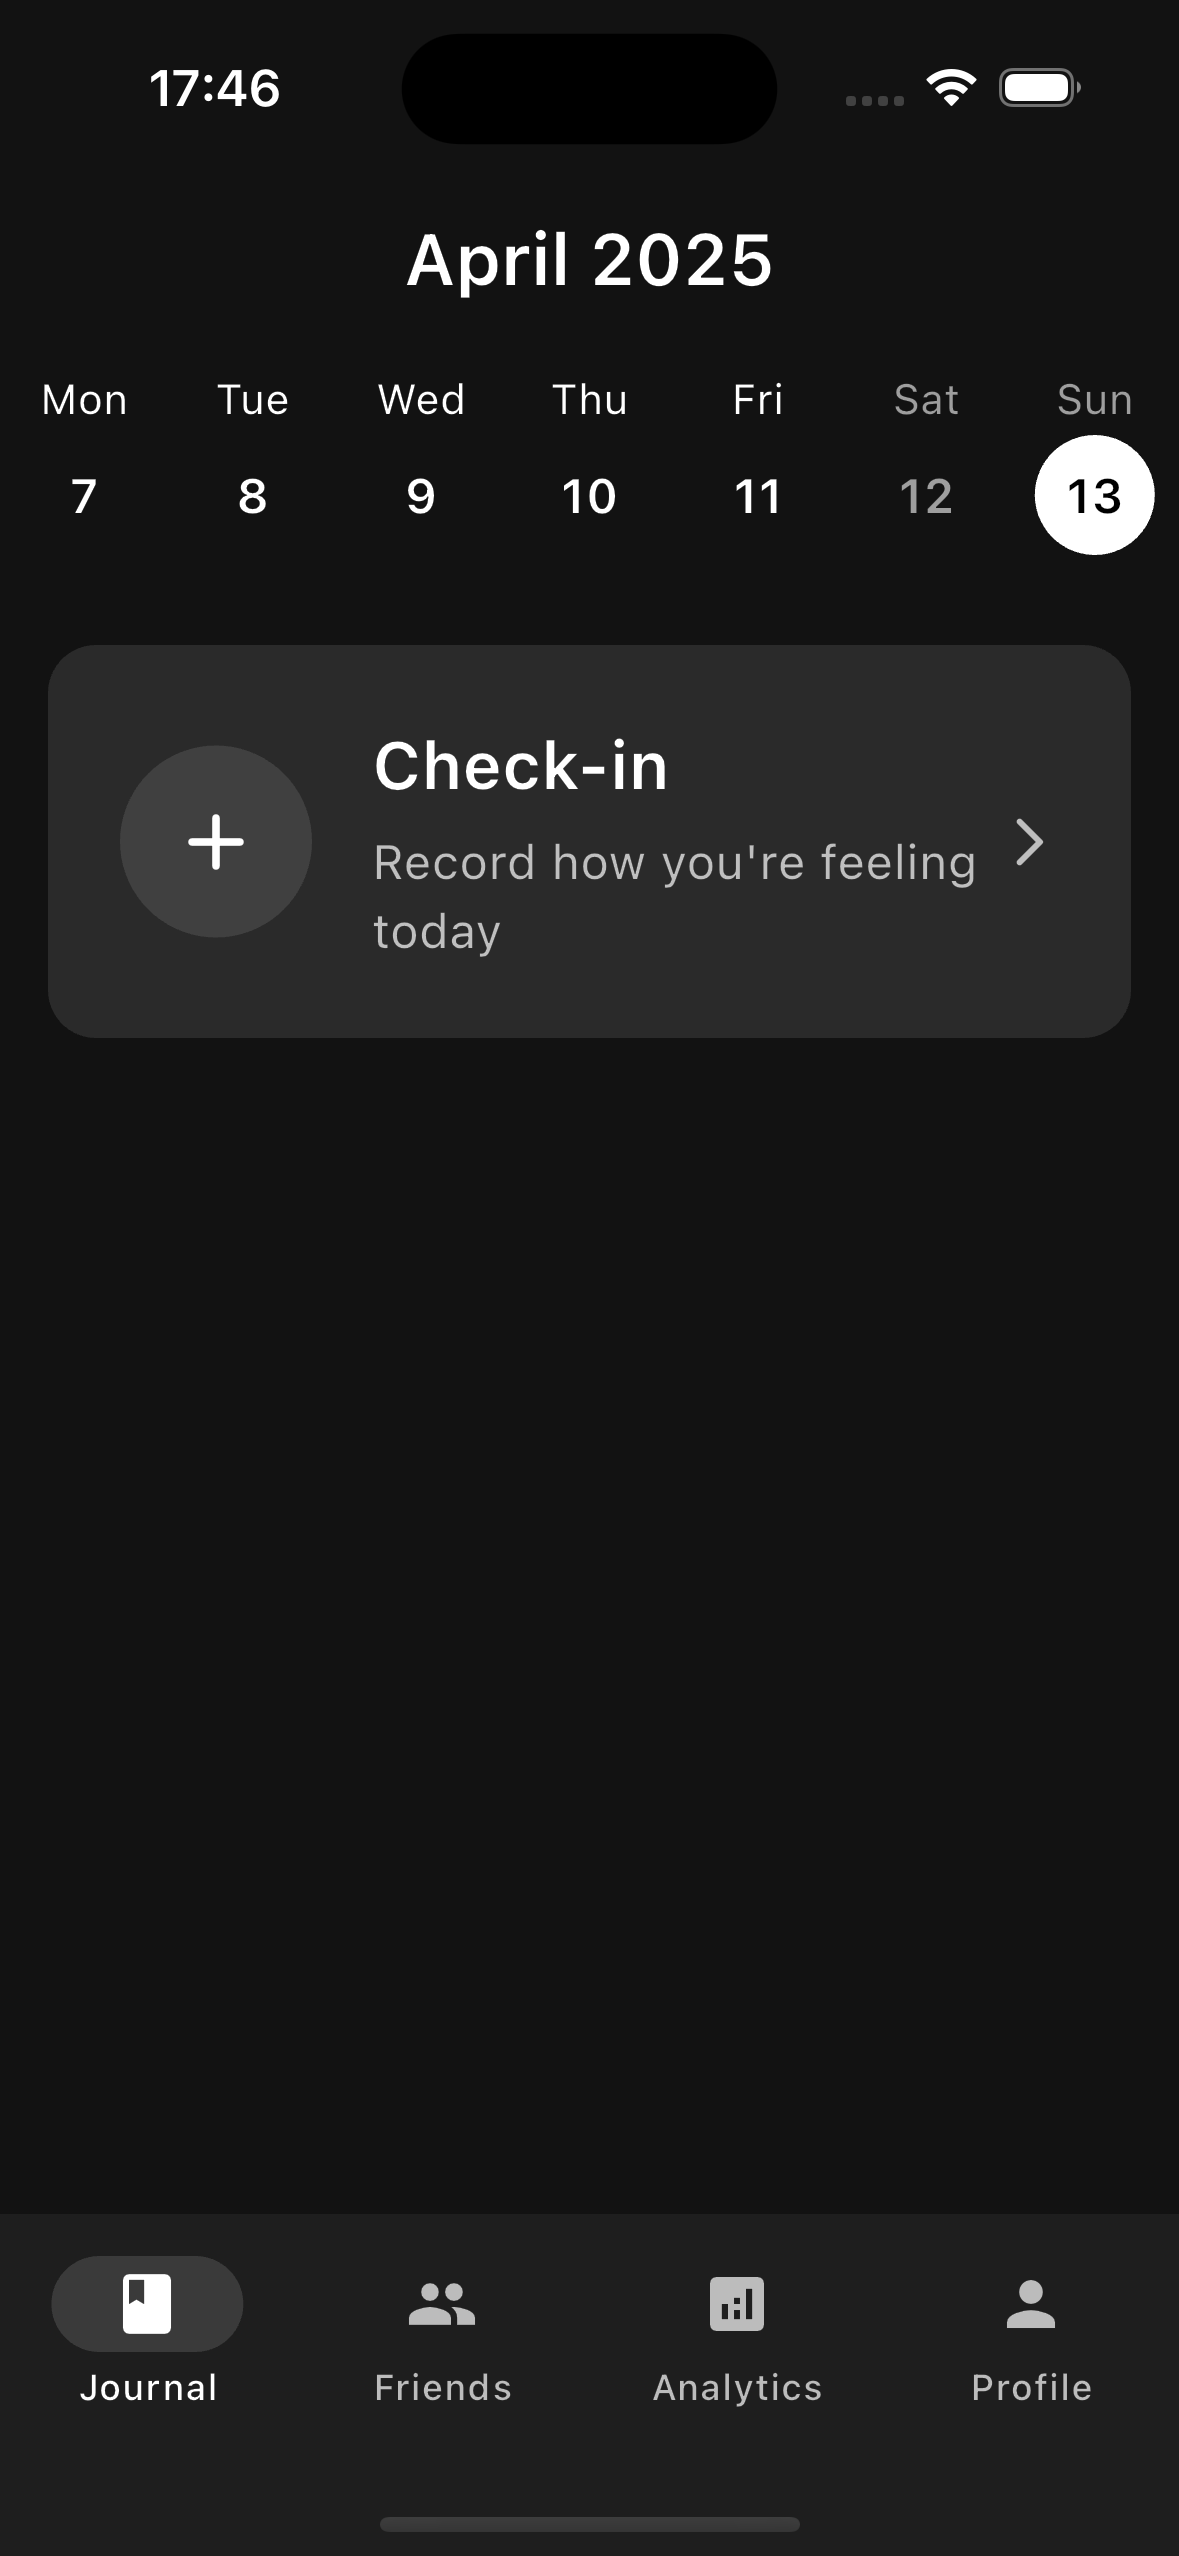 17:46
April 2025
Mon Tue Wed Thu Fri Sat Sun
7 8 9 10 11 12 13
Check-in
Record how you're feeling
today
Journal Friends Analytics Profile